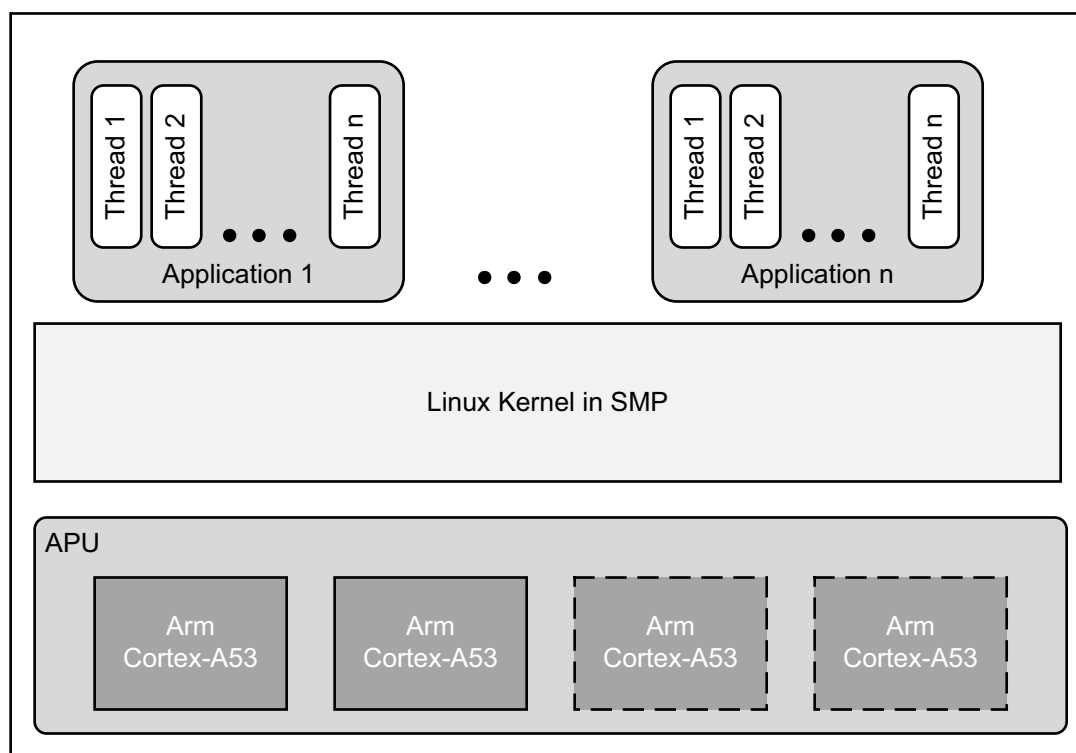 Thread 1
Thread 2
Thread n
Application 1
Thread 1
Thread 2
Thread n
Application n
Linux Kernel in SMP
APU
Arm
Cortex-A53
Arm
Cortex-A53
Arm
Cortex-A53
Arm
Cortex-A53